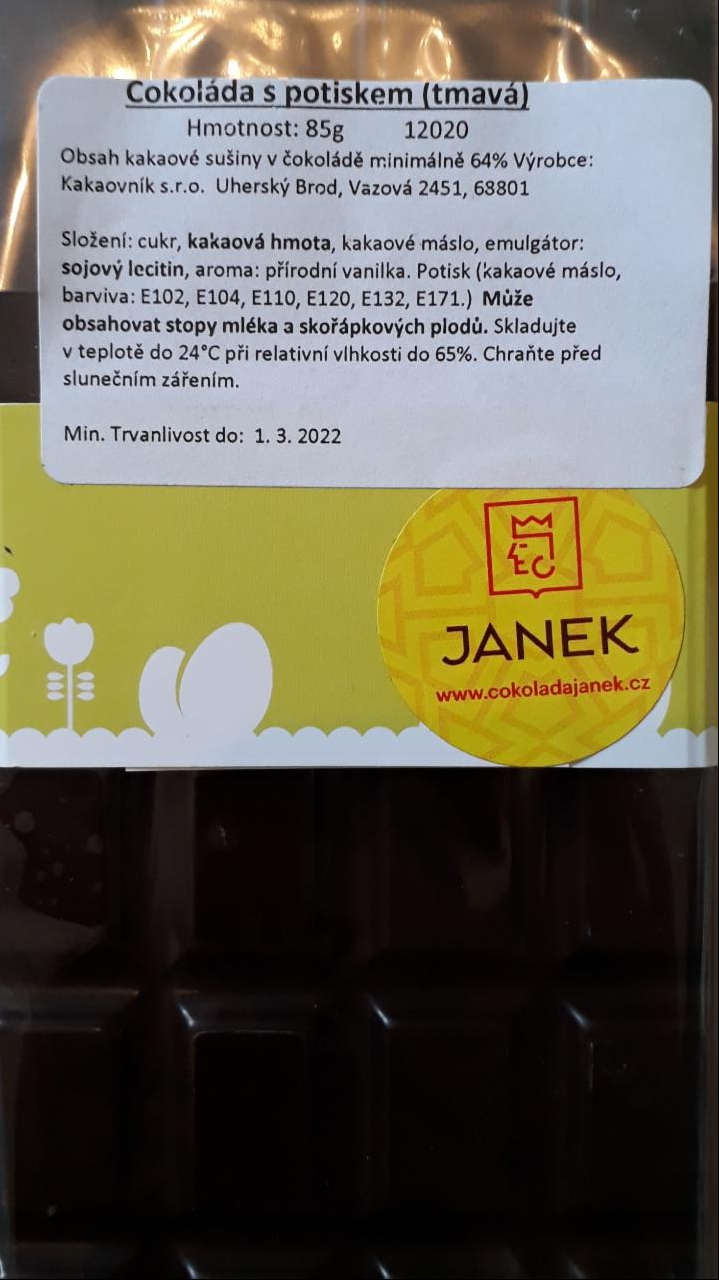 Čokoláda s potiskem (tmavá)
Hmotnost: 85g 12020
Obsah kakaové sušiny v čokoládě minimálně 64% Výrobce:
Kakaovník s.r.o. Uherský Brod, Vazová 2451, 68801
Složení: cukr, kakaová hmota, kakaové máslo, emulgátor:
sojový lecitin, aroma: přírodní vanilka. Potisk (kakaové máslo,
barviva: E102, E104, E110, E120, E132, E171.) Může
obsahovat stopy mléka a skořápkových plodů. Skladujte
v teplotě do 24°C při relativní vlhkosti do 65%. Chraňte před
slunečním zářením.
Min. Trvanlivost do: 1. 3. 2022
JANEK
www.cokoladajanek.cz